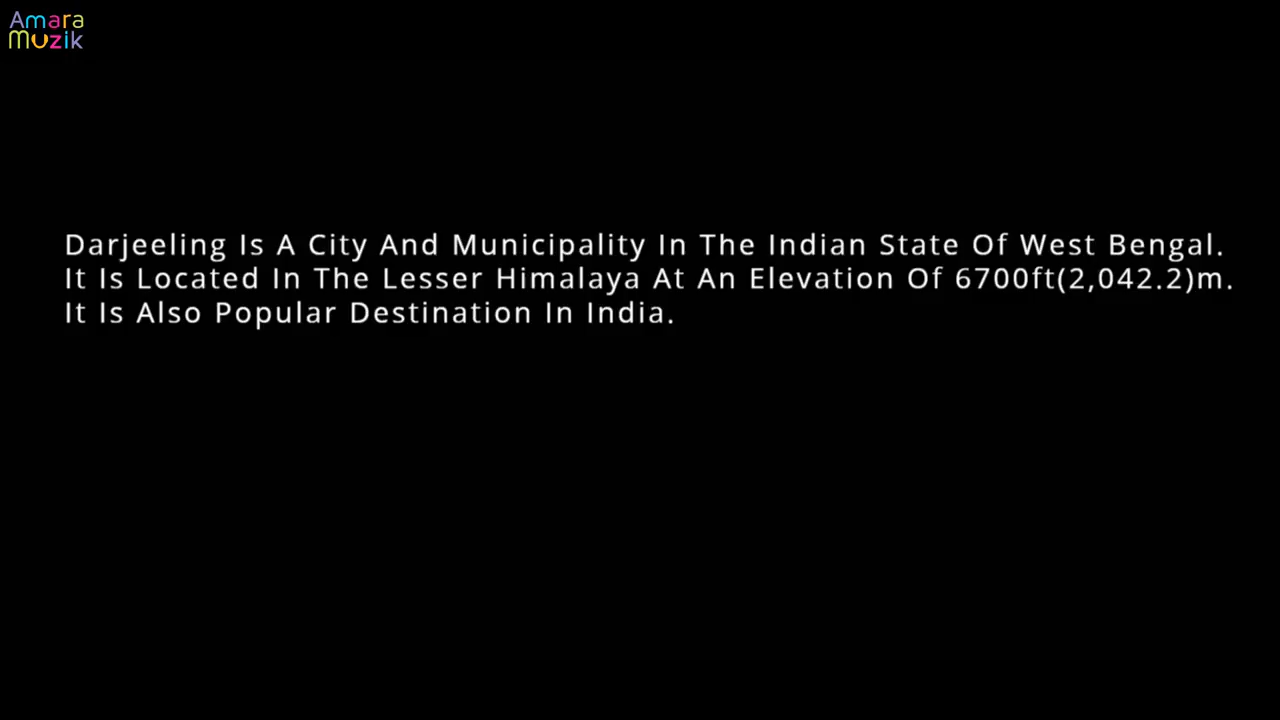 Amara
Muzik
Darjeeling Is A City And Municipality In The Indian State Of West Bengal.
It Is Located In The Lesser Himalaya At An Elevation Of 6700ft(2,042.2)m.
It Is Also Popular Destination In India.